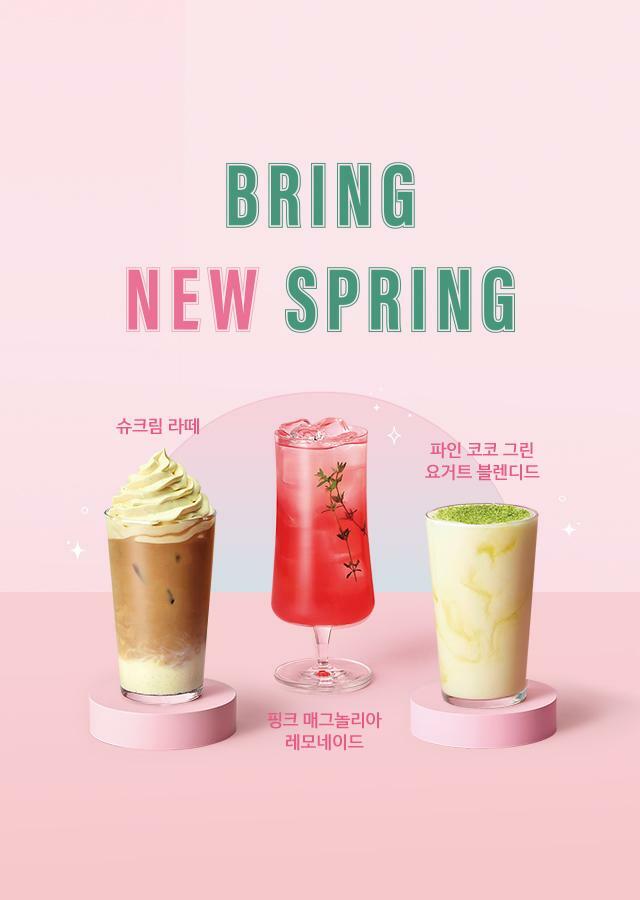 BRING
NEW SPRING
슈크림 라떼
파인 코코 그린
요거트 블렌디드
핑크 매그놀리아
레모네이드